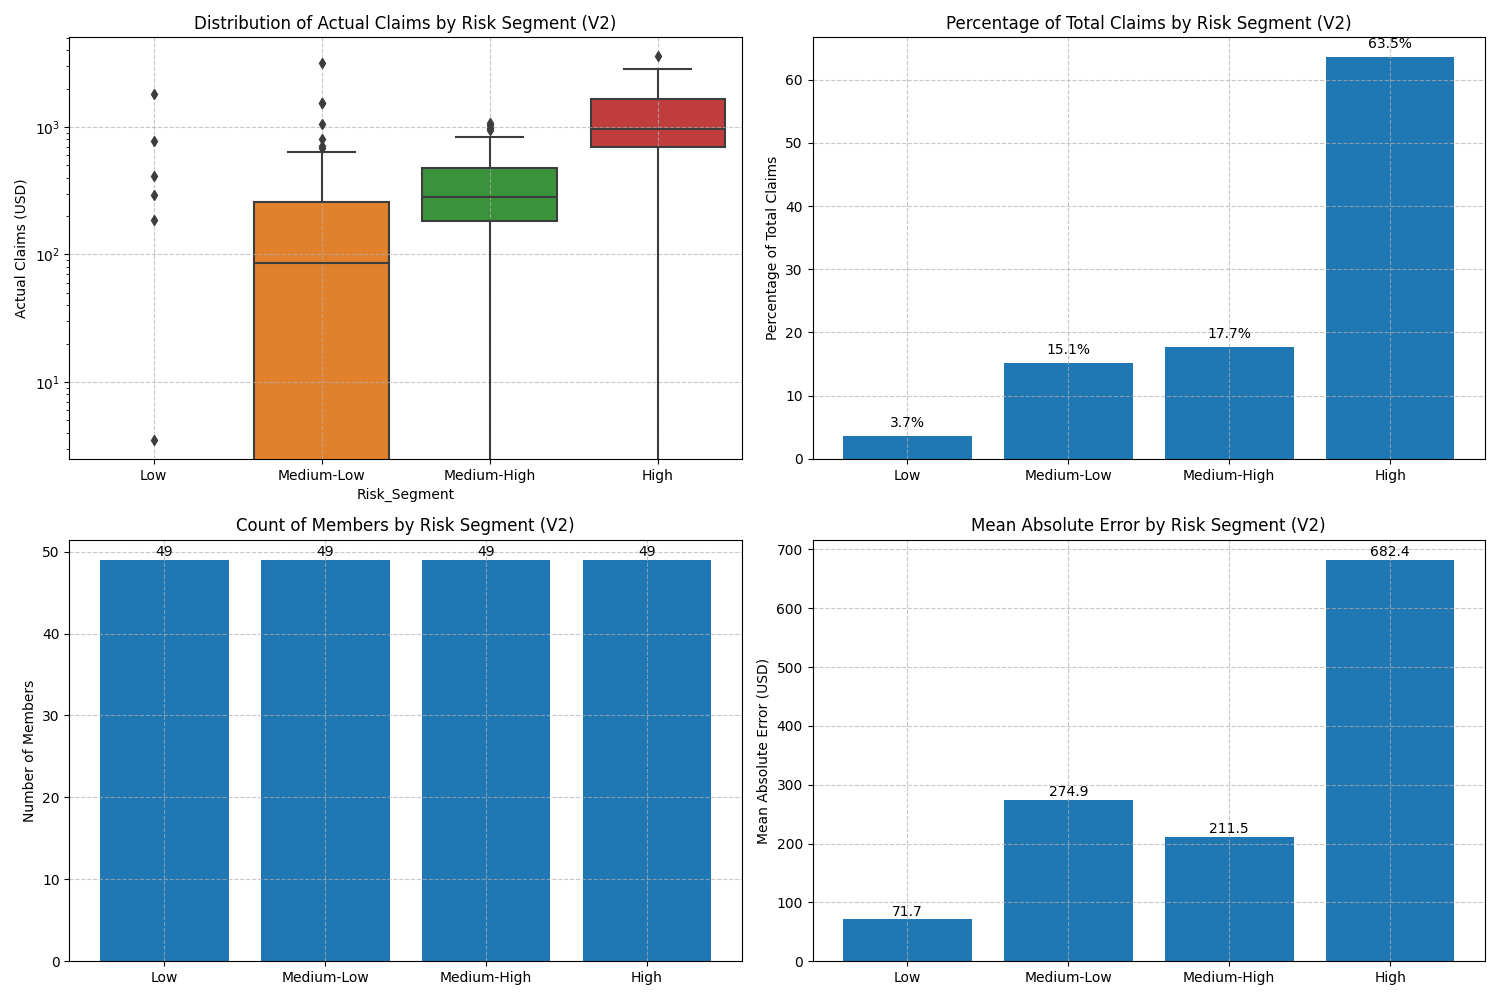 Distribution of Actual Claims by Risk Segment (V2)
Actual Claims (USD)
10³
10²
10¹
Low Medium-Low Medium-High High
Risk_Segment
Percentage of Total Claims by Risk Segment (V2)
Percentage of Total Claims
60
50
40
30
20
10
0
3.7%
15.1%
17.7%
63.5%
Low Medium-Low Medium-High High
Count of Members by Risk Segment (V2)
Number of Members
50
40
30
20
10
0
49 49 49 49
Low Medium-Low Medium-High High
Mean Absolute Error by Risk Segment (V2)
Mean Absolute Error (USD)
700
600
500
400
300
200
100
0
71.7
274.9
211.5
682.4
Low Medium-Low Medium-High High